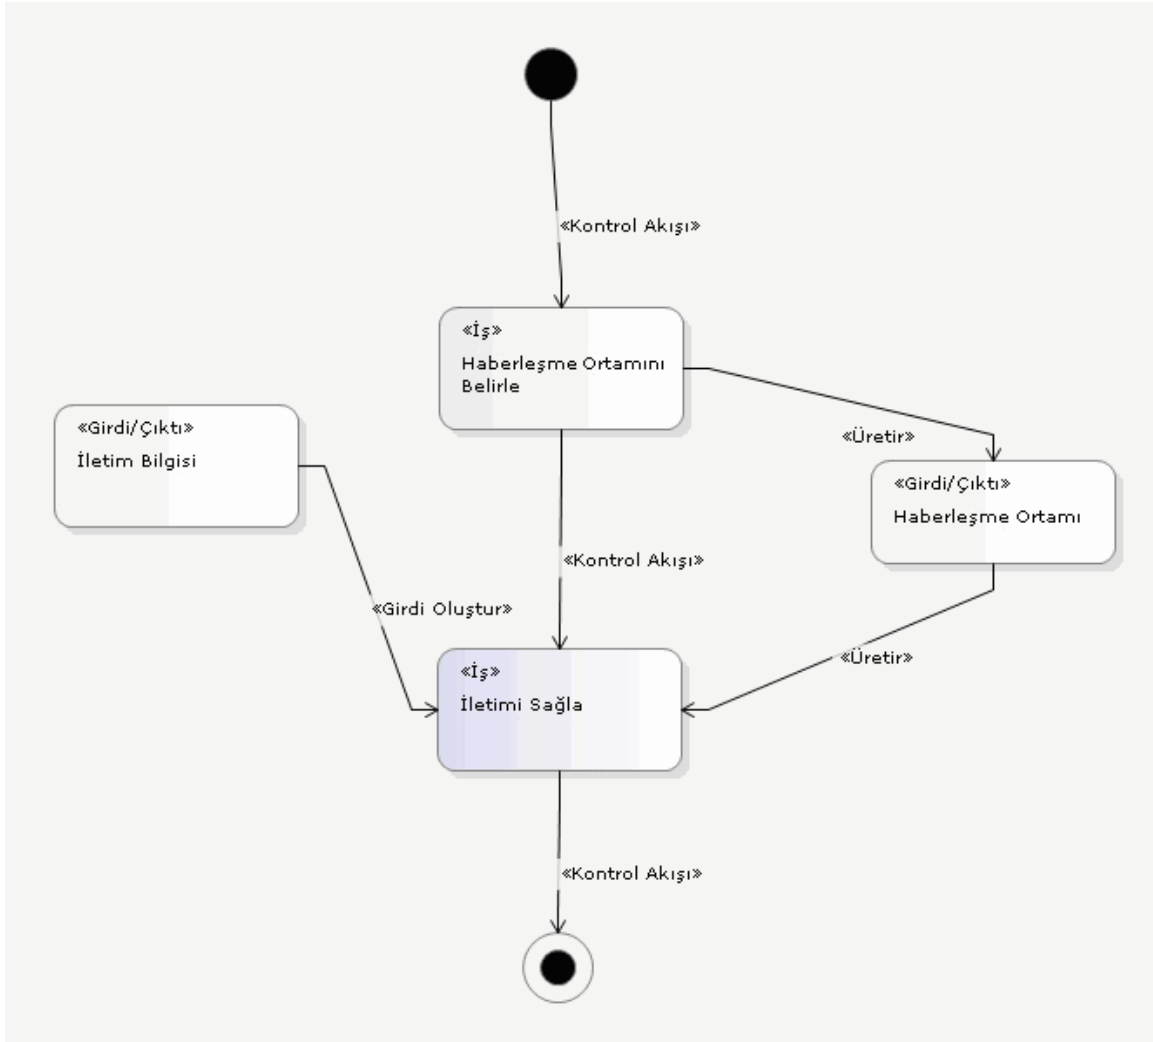 «Kontrol Akışı»
«İş»
Haberleşme Ortamını
Belirle
«Girdi/Çıktı»
İletim Bilgisi
«Üretir»
«Girdi/Çıktı»
Haberleşme Ortamı
«Kontrol Akışı»
«Girdi Oluştur»
«Üretir»
«İş»
İletimi Sağla
«Kontrol Akışı»